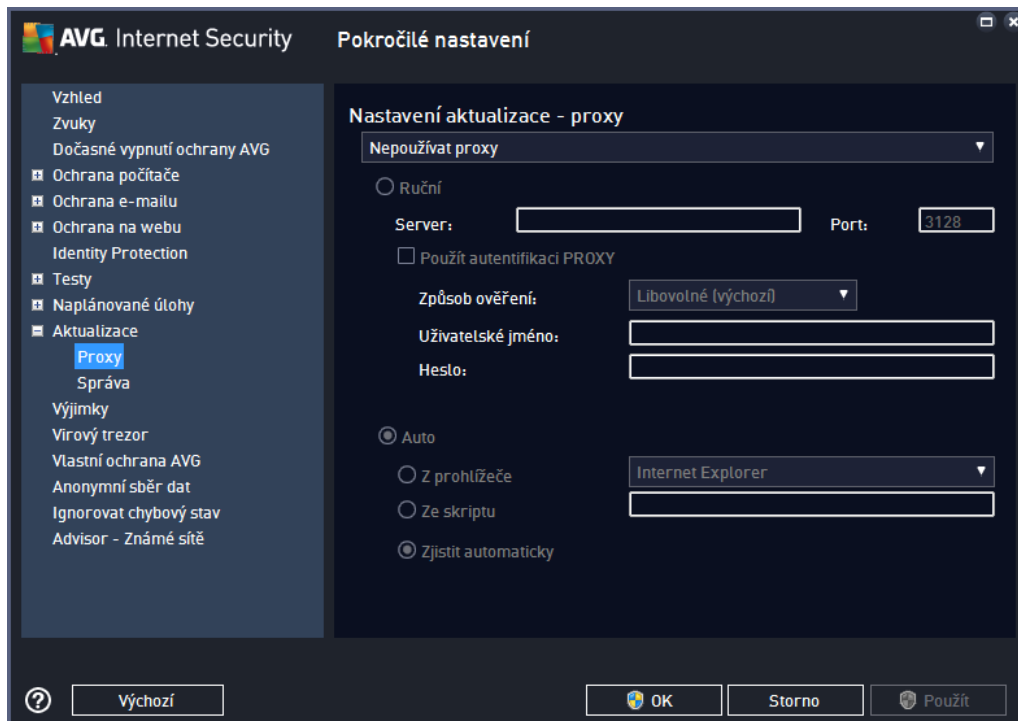 AVG. Internet Security
Pokročilé nastavení
Vzhled
Zvuky
Dočasné vypnutí ochrany AVG
Ochrana počítače
Ochrana e-mailu
Ochrana na webu
Identity Protection
Testy
Naplánované úlohy
Aktualizace
Proxy
Správa
Výjimky
Virový trezor
Vlastní ochrana AVG
Anonymní sběr dat
Ignorovat chybový stav
Advisor - Známé sítě
Nastavení aktualizace - proxy
Nepoužívat proxy
Ruční
Server: Port: 3128
Použít autentifikaci PROXY
Způsob ověření: Libovolné (výchozí)
Uživatelské jméno:
Heslo:
Auto
Z prohlížeče Internet Explorer
Ze skriptu
Zjistit automaticky
? Výchozí OK Storno Použít